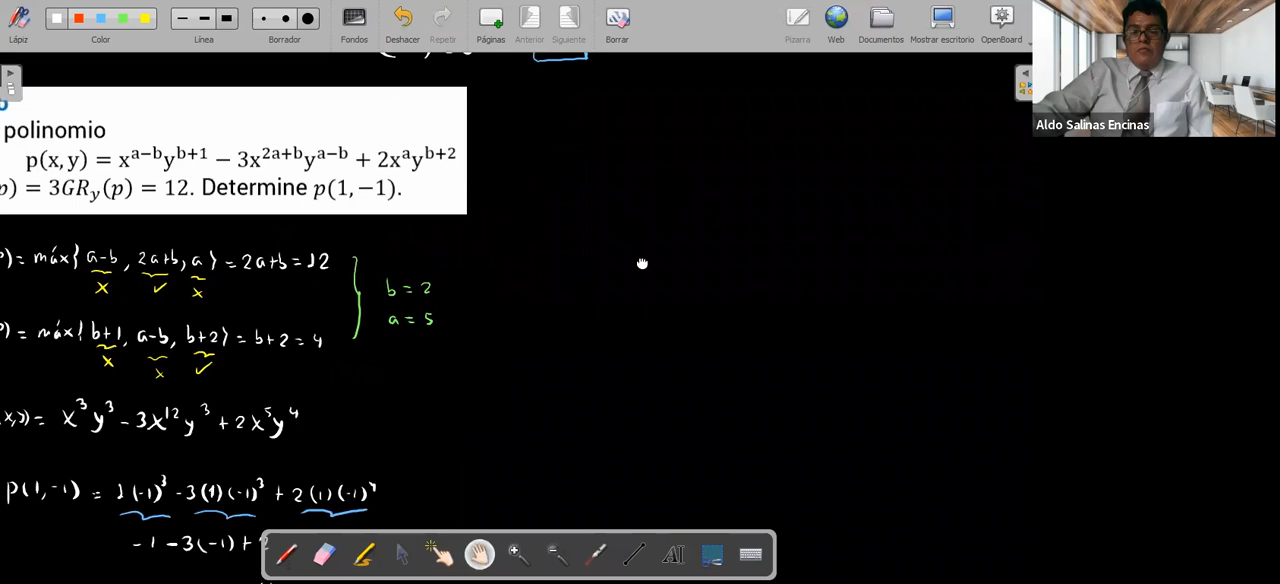 Lápiz Color Línea Borrador Fondos Deshacer Repetir Páginas Anterior Siguiente Borrar Pizarra Web Documentos Mostrar escritorio OpenBoard
Aldo Salinas Encinas
polinomio
p(x, y) = x^{a−b}y^{b+1} − 3x^{2a+b}y^{a−b} + 2x^{a}y^{b+2}
p) = 3GR_y(p) = 12. Determine p(1, −1).
) = máx{ a-b, 2a+b, a } = 2a+b = 12
x ✓ x
b = 2
a = 5
) = máx{ b+1, a-b, b+2 } = b+2 = 4
x x ✓
x,y) = x^3 y^3 - 3x^{12} y^3 + 2x^5 y^4
p(1,-1) = 1(-1)^3 - 3(1)(-1)^3 + 2(1)(-1)^4
-1 -3(-1) +
AI